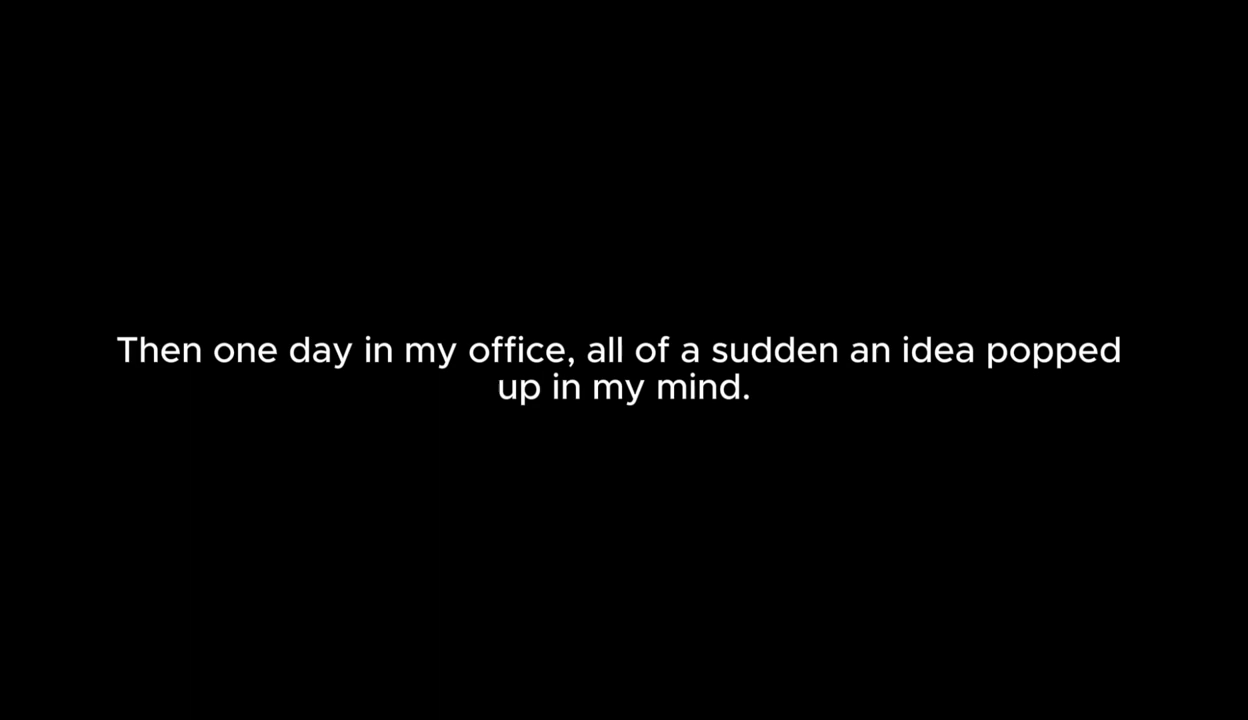 Then one day in my office, all of a sudden an idea popped
up in my mind.